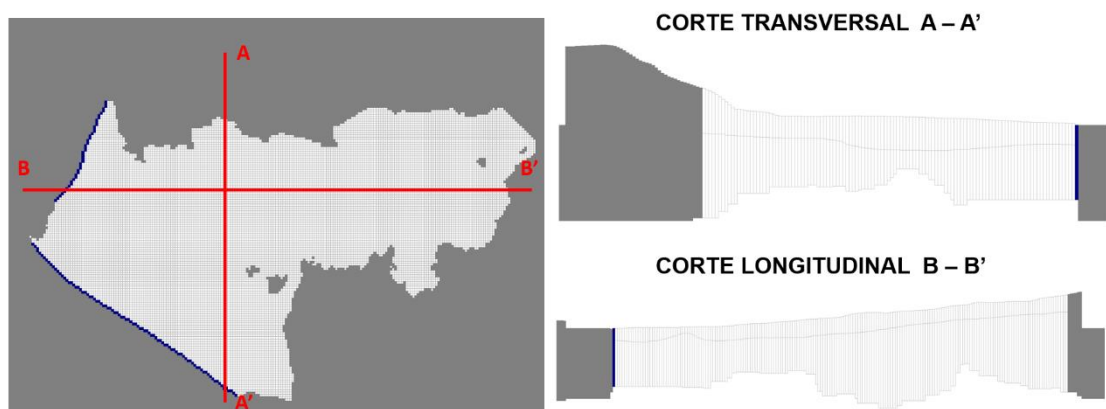 CORTE TRANSVERSAL A – A’
A
B
B’
A’
CORTE LONGITUDINAL B – B’